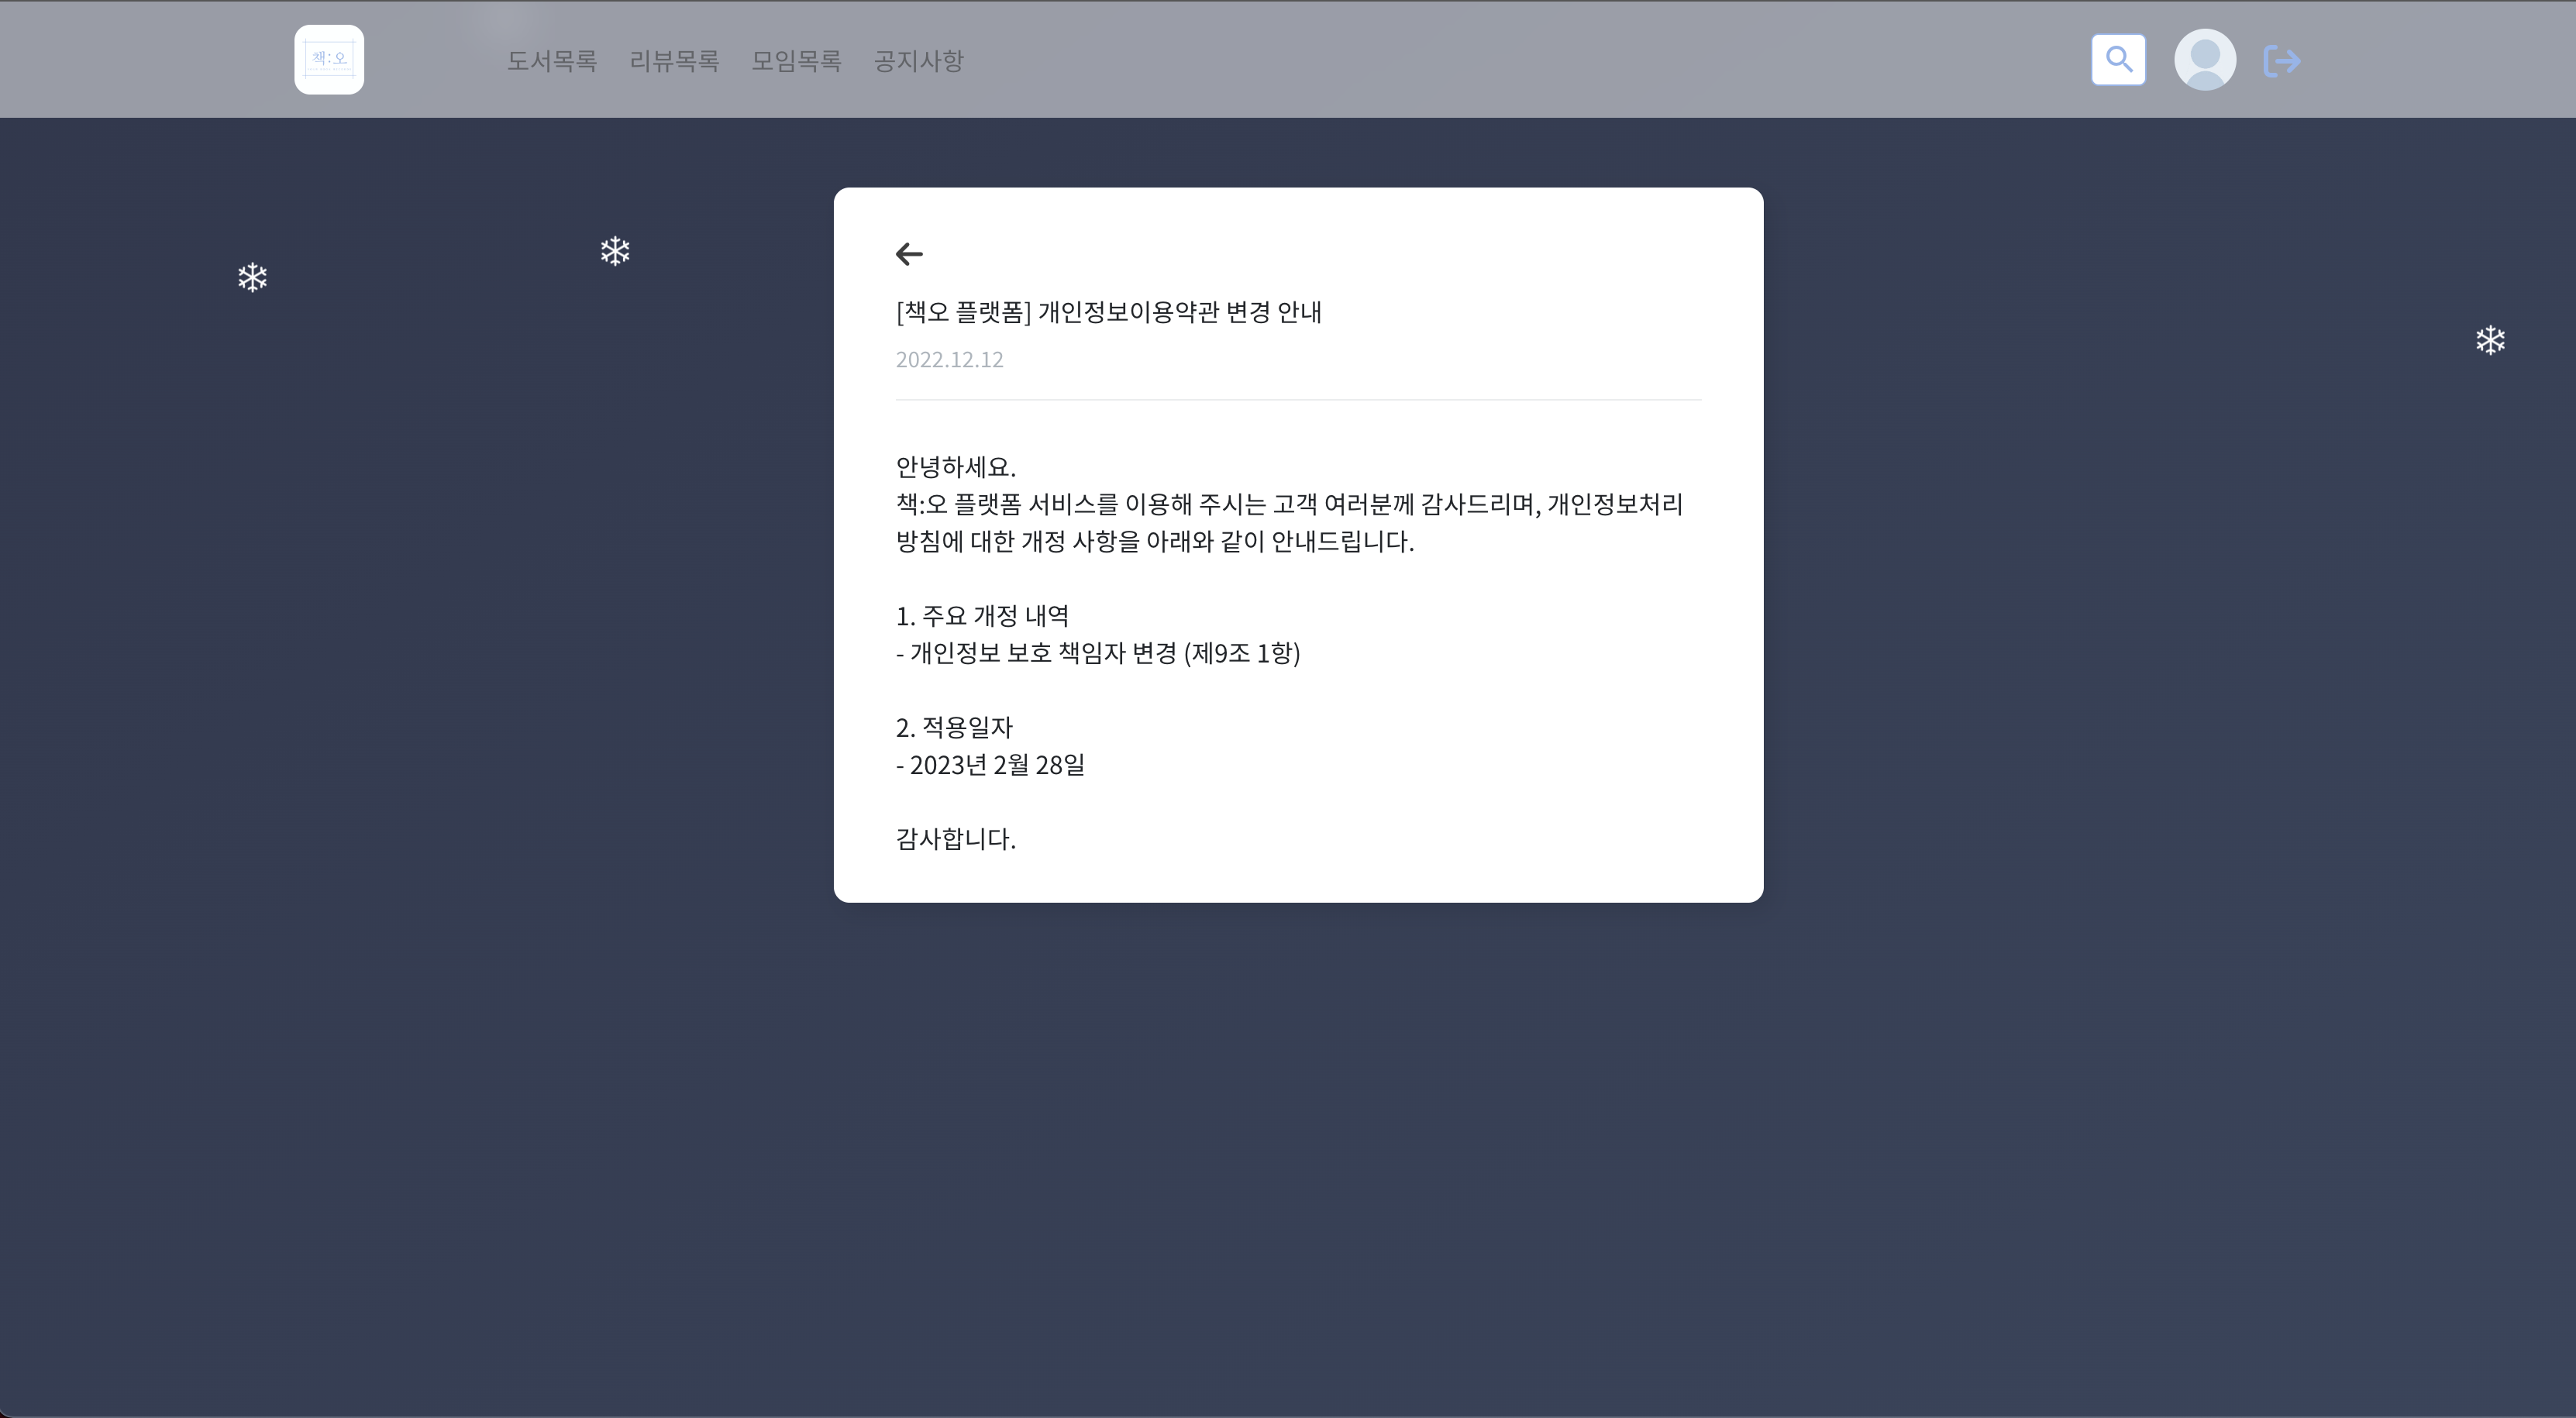 책:오
도서목록 리뷰목록 모임목록 공지사항
[책오 플랫폼] 개인정보이용약관 변경 안내
2022.12.12
안녕하세요.
책:오 플랫폼 서비스를 이용해 주시는 고객 여러분께 감사드리며, 개인정보처리
방침에 대한 개정 사항을 아래와 같이 안내드립니다.
1. 주요 개정 내역
- 개인정보 보호 책임자 변경 (제9조 1항)
2. 적용일자
- 2023년 2월 28일
감사합니다.